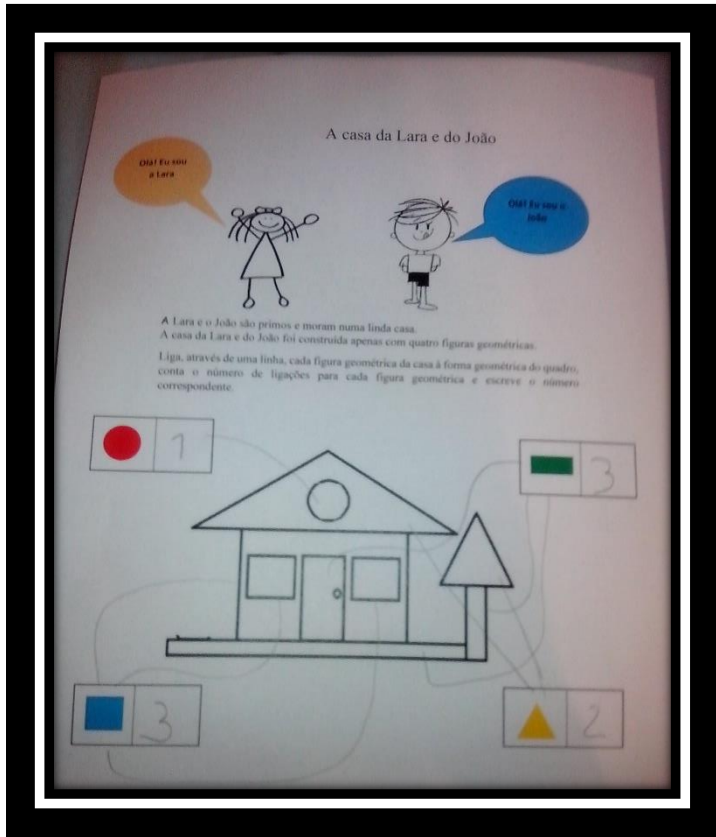 A casa da Lara e do João
Olá! Eu sou
a Lara
Olá! Eu sou o
João
A Lara e o João são primos e moram numa linda casa.
A casa da Lara e do João foi construída apenas com quatro figuras geométricas.
Liga, através de uma linha, cada figura geométrica da casa à forma geométrica do quadro,
conta o número de ligações para cada figura geométrica e escreve o número
correspondente.
1
3
3
2